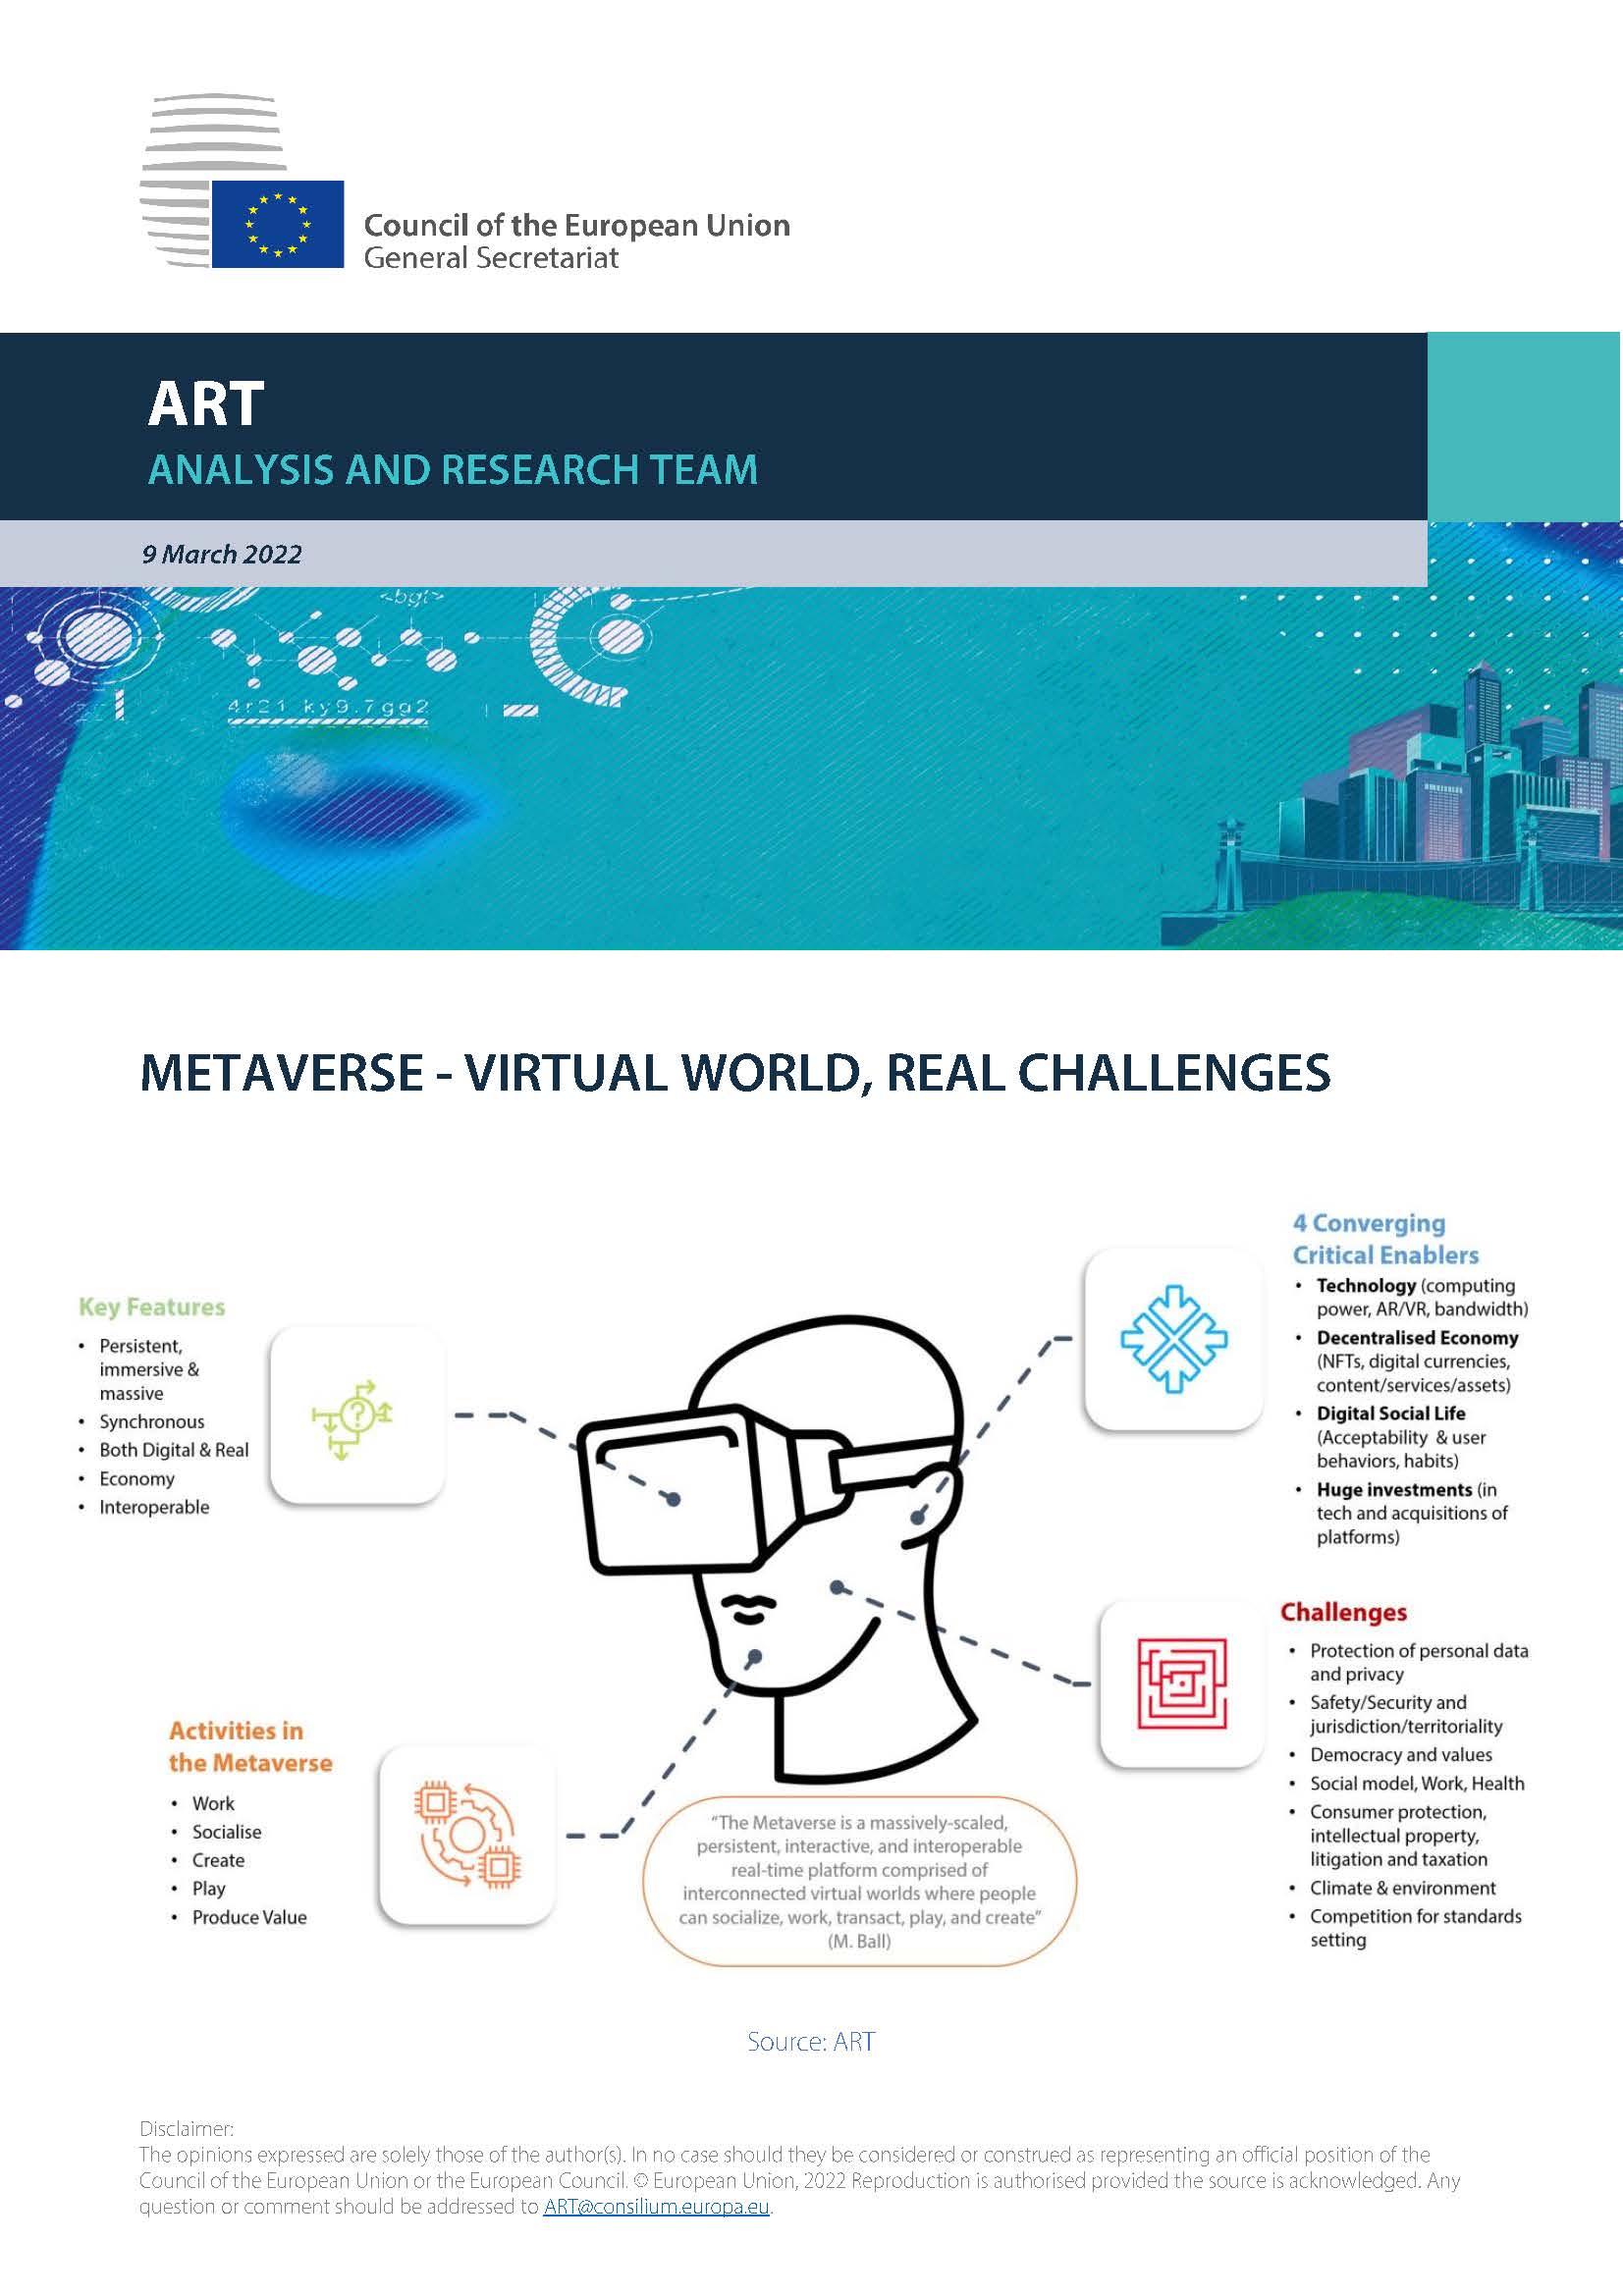 Council of the European Union
General Secretariat
ART
ANALYSIS AND RESEARCH TEAM
9 March 2022
<bgl>
4r21 ky9.7gg2
METAVERSE - VIRTUAL WORLD, REAL CHALLENGES
Key Features
• Persistent,
immersive &
massive
• Synchronous
• Both Digital & Real
• Economy
• Interoperable
4 Converging
Critical Enablers
• Technology (computing
power, AR/VR, bandwidth)
• Decentralised Economy
(NFTs, digital currencies,
content/services/assets)
• Digital Social Life
(Acceptability & user
behaviors, habits)
• Huge investments (in
tech and acquisitions of
platforms)
Activities in
the Metaverse
• Work
• Socialise
• Create
• Play
• Produce Value
?
Challenges
• Protection of personal data
and privacy
• Safety/Security and
jurisdiction/territoriality
• Democracy and values
• Social model, Work, Health
• Consumer protection,
intellectual property,
litigation and taxation
• Climate & environment
• Competition for standards
setting
"The Metaverse is a massively-scaled,
persistent, interactive, and interoperable
real-time platform comprised of
interconnected virtual worlds where people
can socialize, work, transact, play, and create"
(M. Ball)
Source: ART
Disclaimer:
The opinions expressed are solely those of the author(s). In no case should they be considered or construed as representing an official position of the
Council of the European Union or the European Council. © European Union, 2022 Reproduction is authorised provided the source is acknowledged. Any
question or comment should be addressed to ART@consilium.europa.eu.